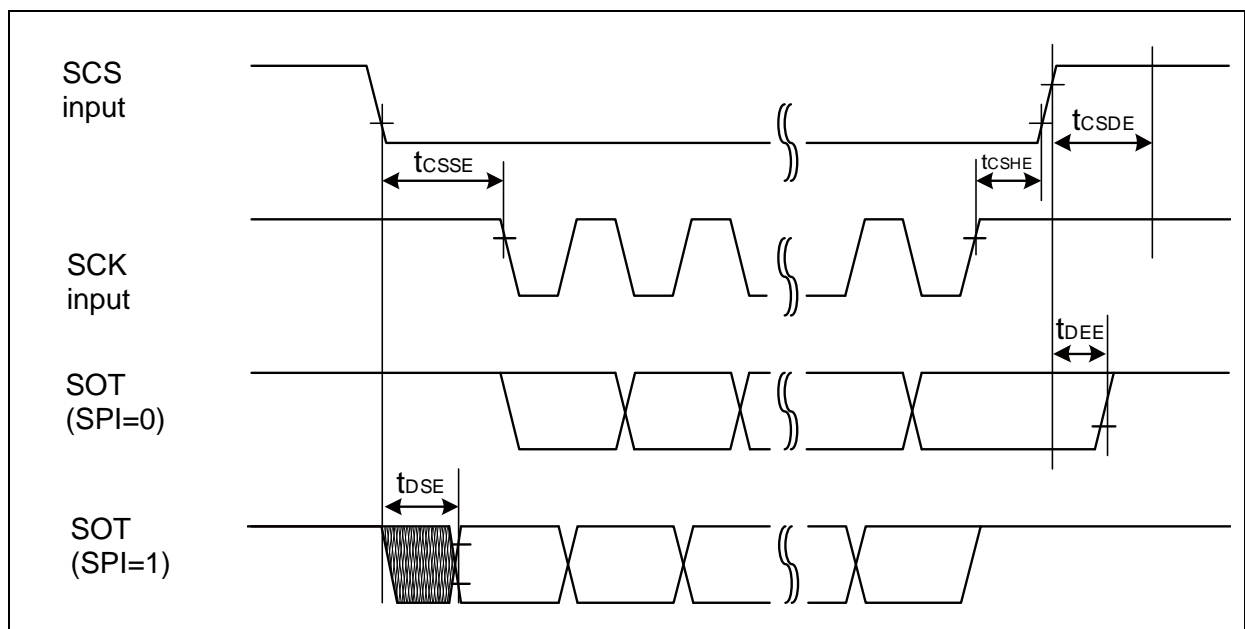 SCS
input
tCSDE
tCSSE
tCSHE
SCK
input
tDEE
SOT
(SPI=0)
tDSE
SOT
(SPI=1)